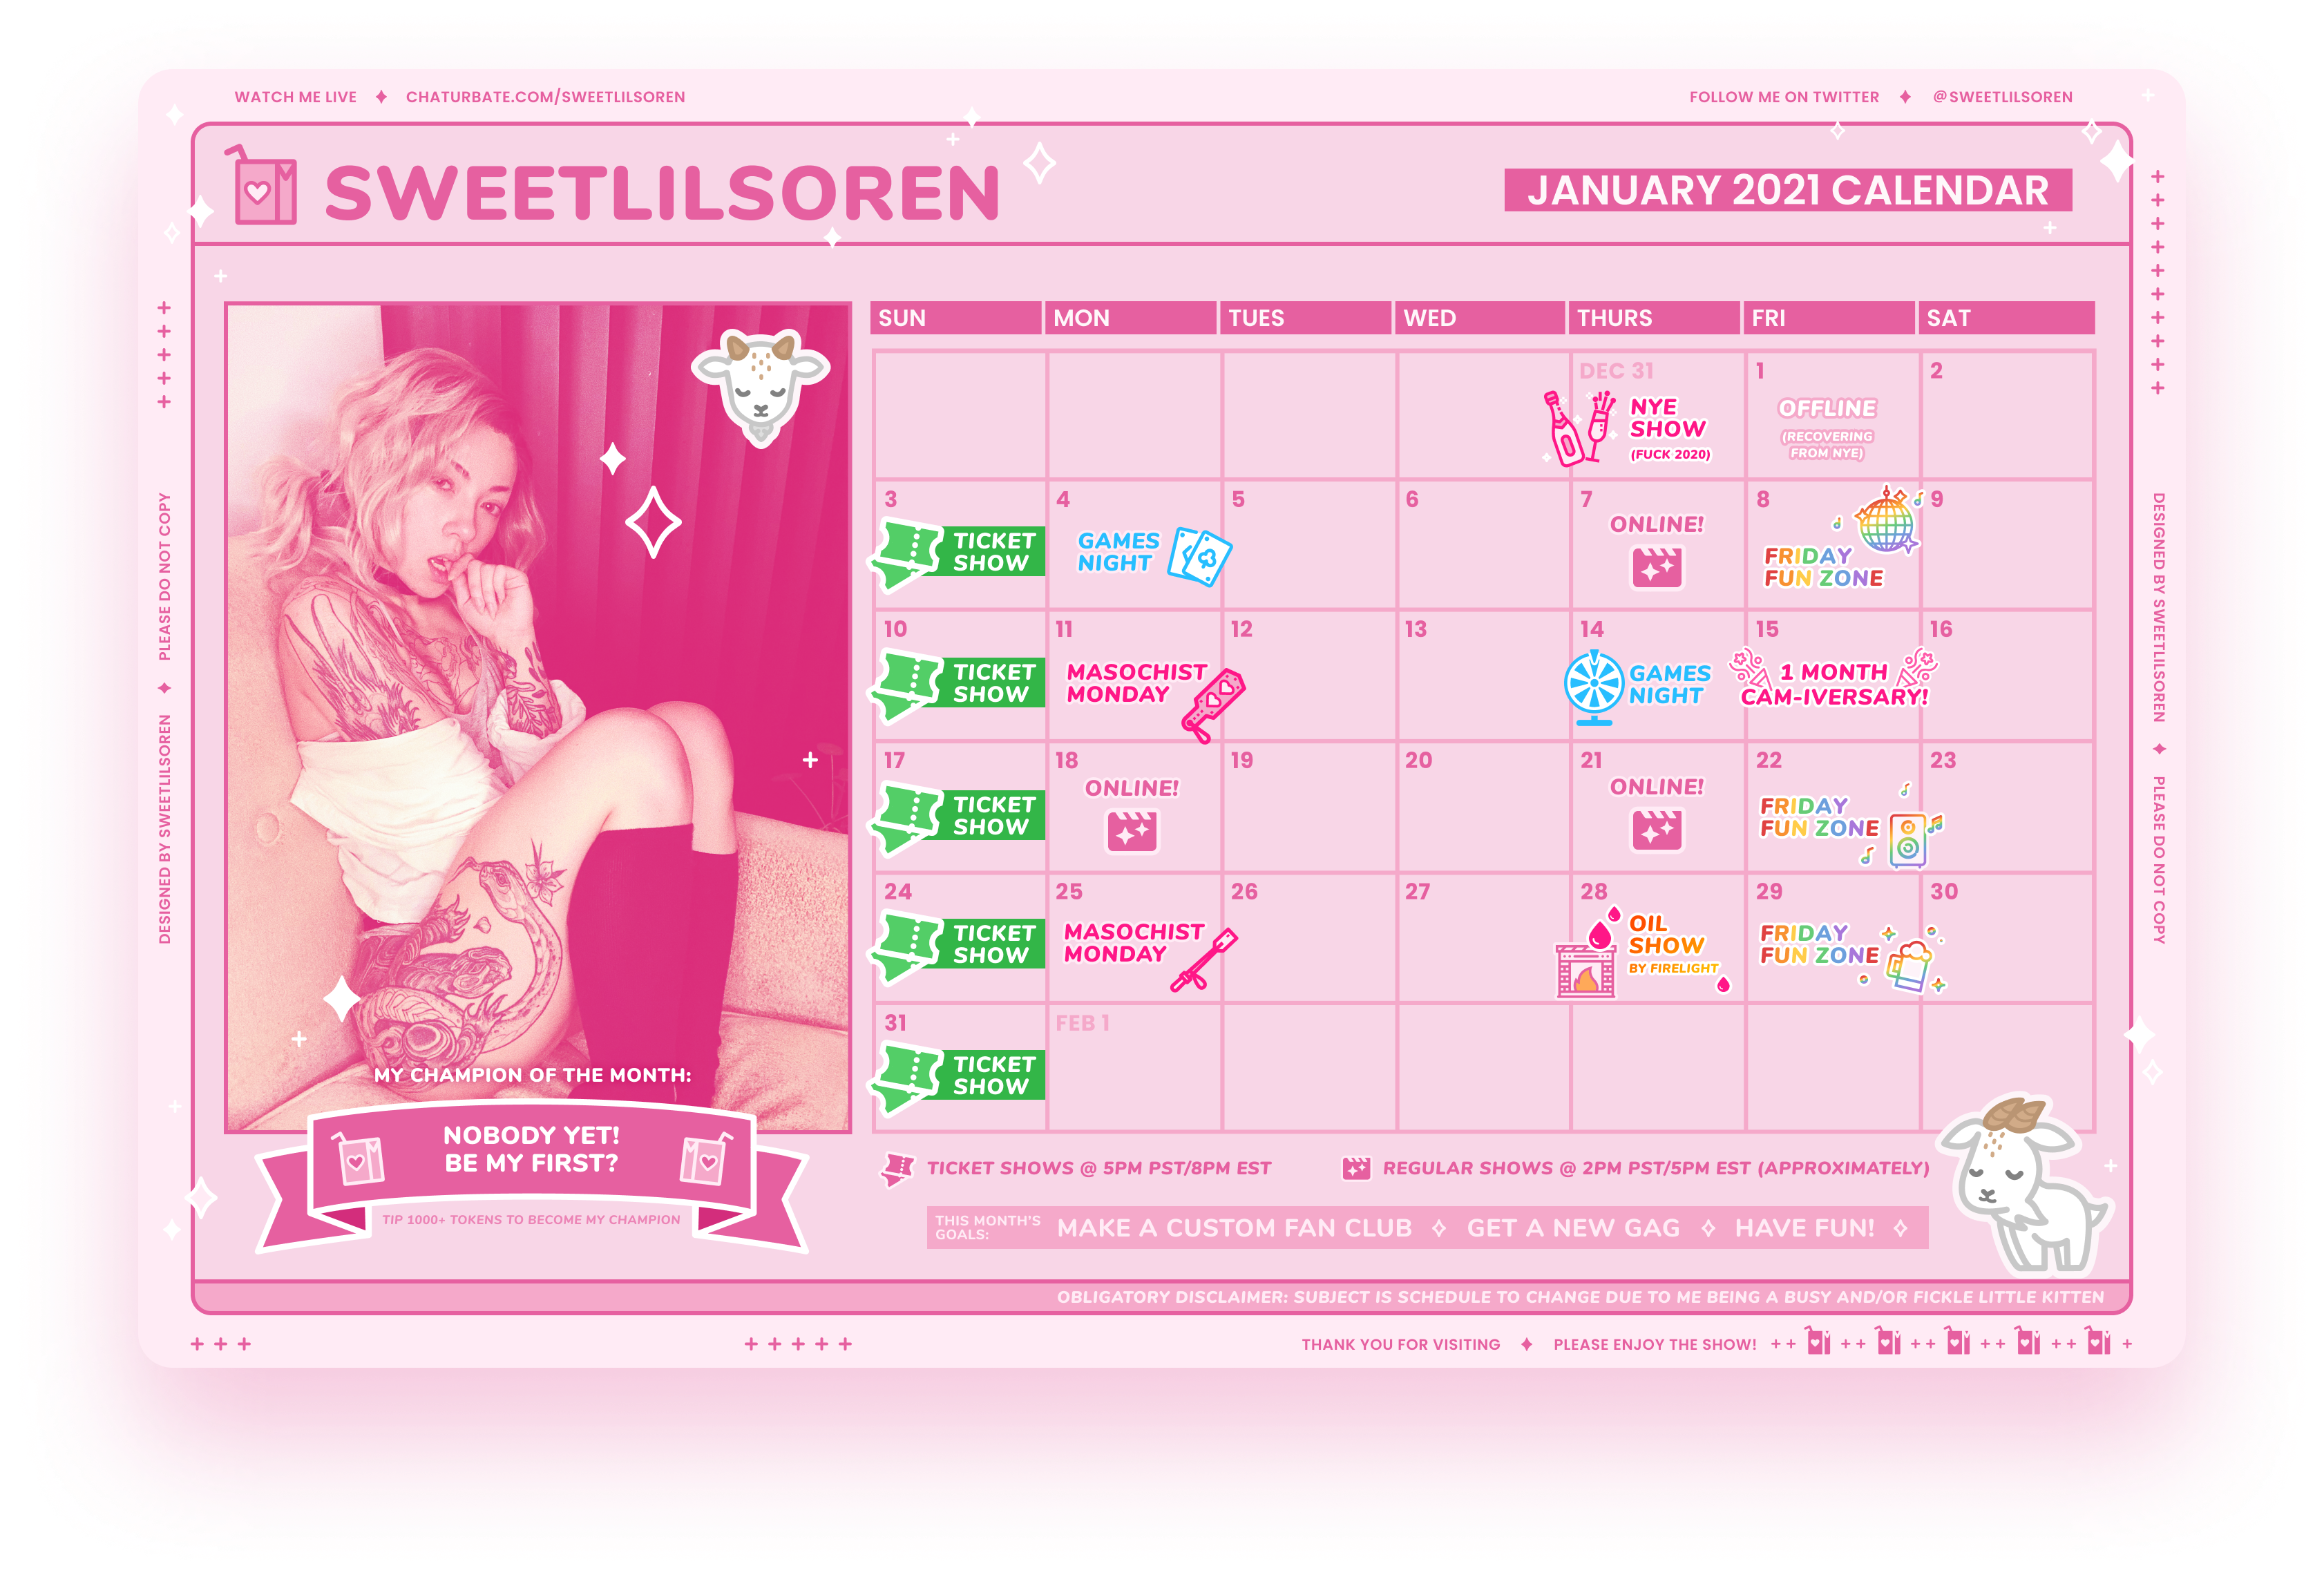 WATCH ME LIVE ✦ CHATURBATE.COM/SWEETLILSOREN
FOLLOW ME ON TWITTER ✦ @SWEETLILSOREN
SWEETLILSOREN
JANUARY 2021 CALENDAR
PLEASE DO NOT COPY
DESIGNED BY SWEETLILSOREN
MY CHAMPION OF THE MONTH:
NOBODY YET!
BE MY FIRST?
TIP 1000+ TOKENS TO BECOME MY CHAMPION
SUN MON TUES WED THURS FRI SAT
DEC 31
NYE
SHOW
(FUCK 2020)
1
OFFLINE
(RECOVERING
FROM NYE)
2
3
TICKET
SHOW
4
GAMES
NIGHT
5
6
7
ONLINE!
8
FRIDAY
FUN ZONE
9
10
TICKET
SHOW
11
MASOCHIST
MONDAY
12
13
14
GAMES
NIGHT
15
1 MONTH
CAM-IVERSARY!
16
17
TICKET
SHOW
18
ONLINE!
19
20
21
ONLINE!
22
FRIDAY
FUN ZONE
23
24
TICKET
SHOW
25
MASOCHIST
MONDAY
26
27
28
OIL
SHOW
BY FIRELIGHT
29
FRIDAY
FUN ZONE
30
31
TICKET
SHOW
FEB 1
TICKET SHOWS @ 5PM PST/8PM EST
REGULAR SHOWS @ 2PM PST/5PM EST (APPROXIMATELY)
THIS MONTH'S
GOALS:
MAKE A CUSTOM FAN CLUB ✧ GET A NEW GAG ✧ HAVE FUN! ✧
OBLIGATORY DISCLAIMER: SUBJECT IS SCHEDULE TO CHANGE DUE TO ME BEING A BUSY AND/OR FICKLE LITTLE KITTEN
DESIGNED BY SWEETLILSOREN
PLEASE DO NOT COPY
THANK YOU FOR VISITING ✦ PLEASE ENJOY THE SHOW!